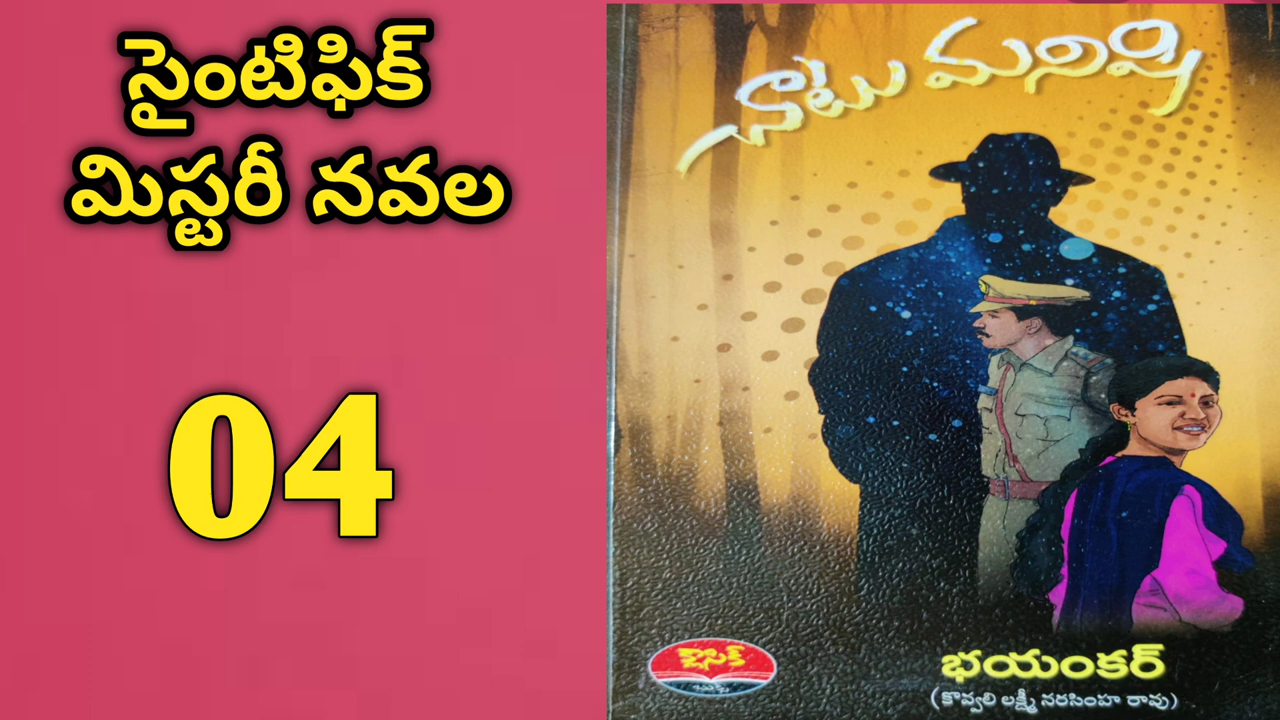 సైంటిఫిక్
మిస్టరీ నవల
04
నాటు మనిషి
క్లాసిక్
భయంకర్
(కొవ్వలి లక్ష్మీ నరసింహ రావు)